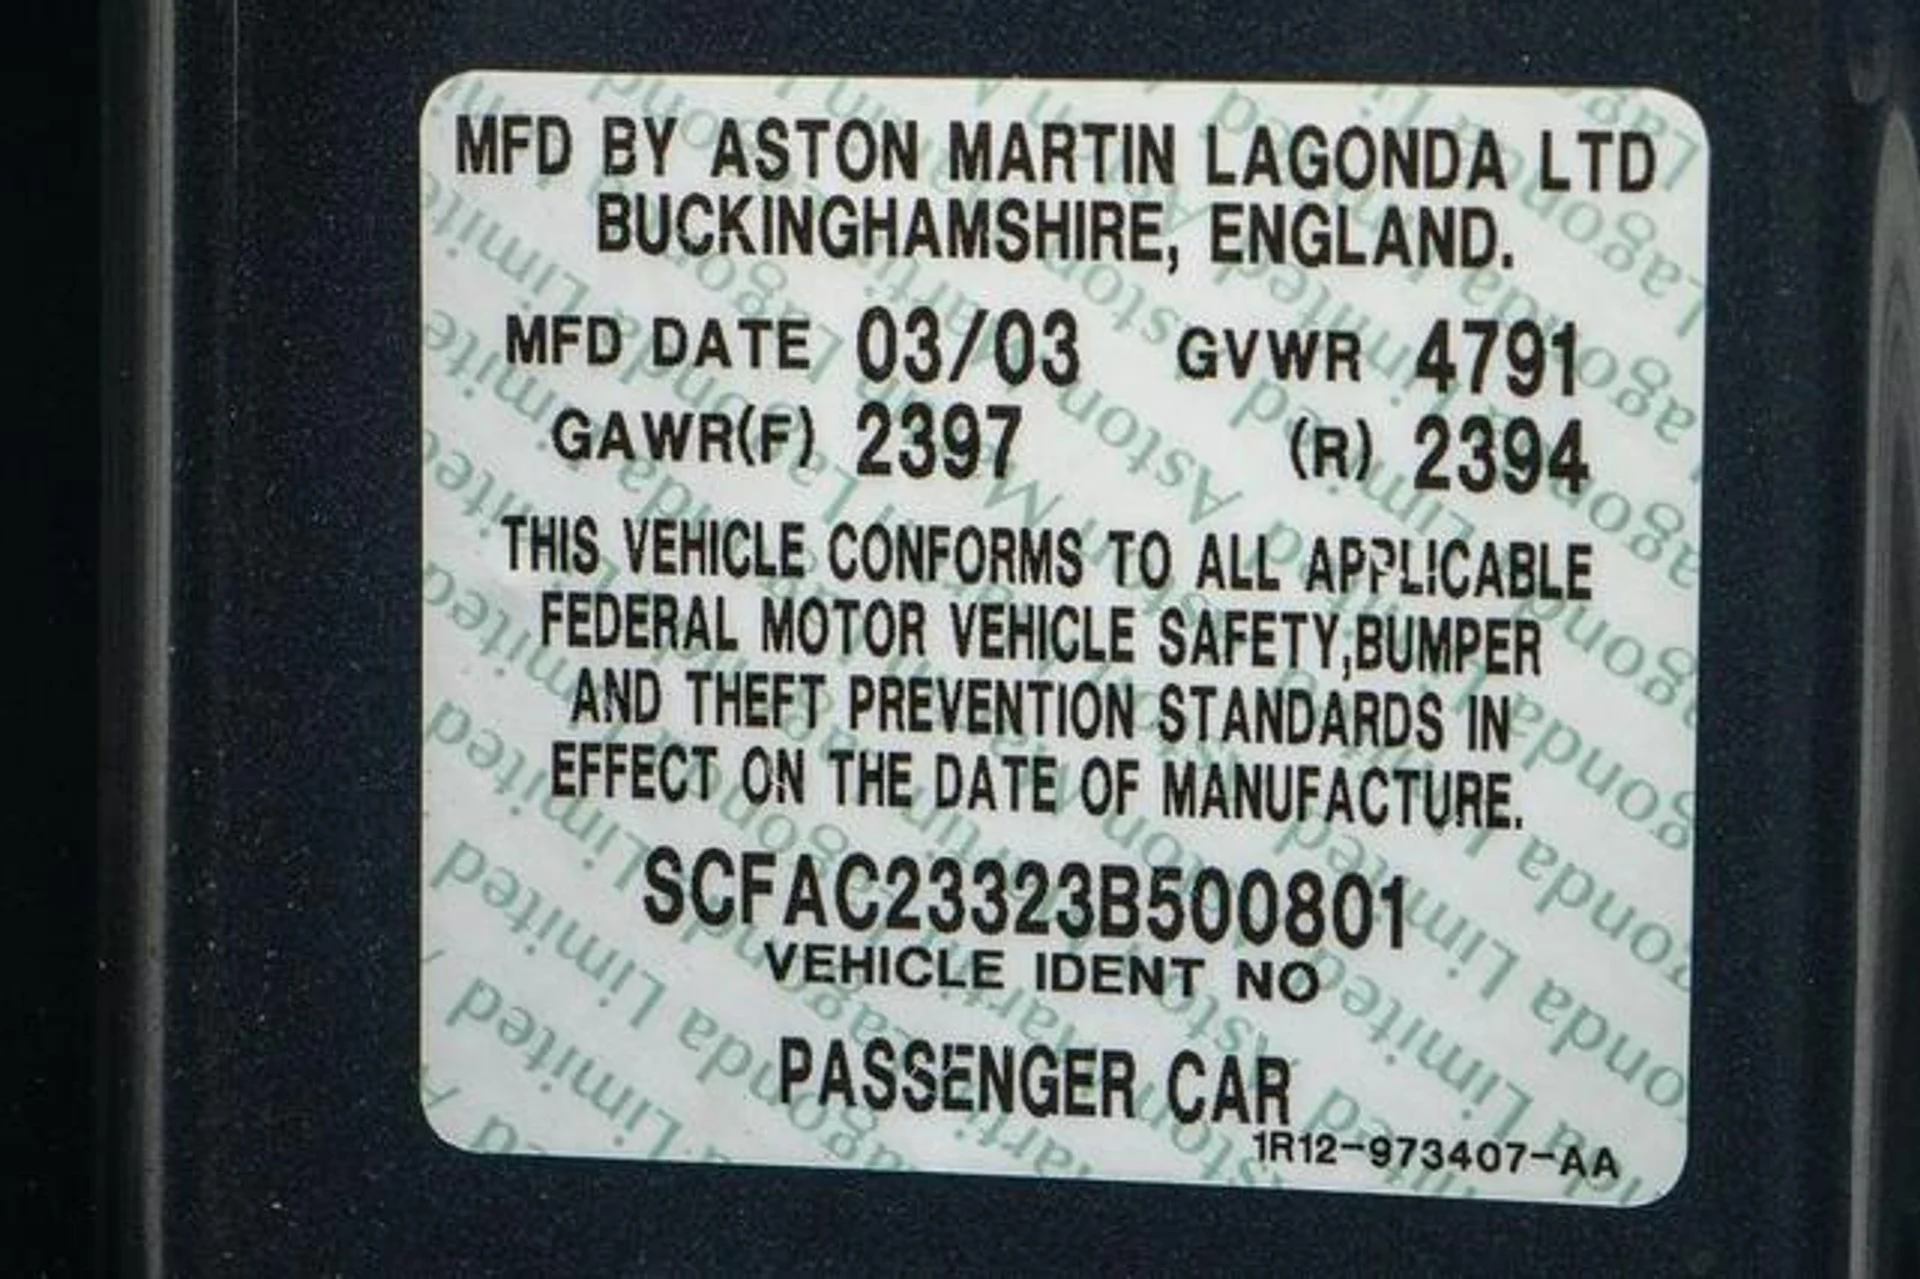 MFD BY ASTON MARTIN LAGONDA LTD
BUCKINGHAMSHIRE, ENGLAND.
MFD DATE 03/03 GVWR 4791
GAWR(F) 2397 (R) 2394
THIS VEHICLE CONFORMS TO ALL APPLICABLE
FEDERAL MOTOR VEHICLE SAFETY,BUMPER
AND THEFT PREVENTION STANDARDS IN
EFFECT ON THE DATE OF MANUFACTURE.
SCFAC23323B500801
VEHICLE IDENT NO
PASSENGER CAR
1R12-973407-AA